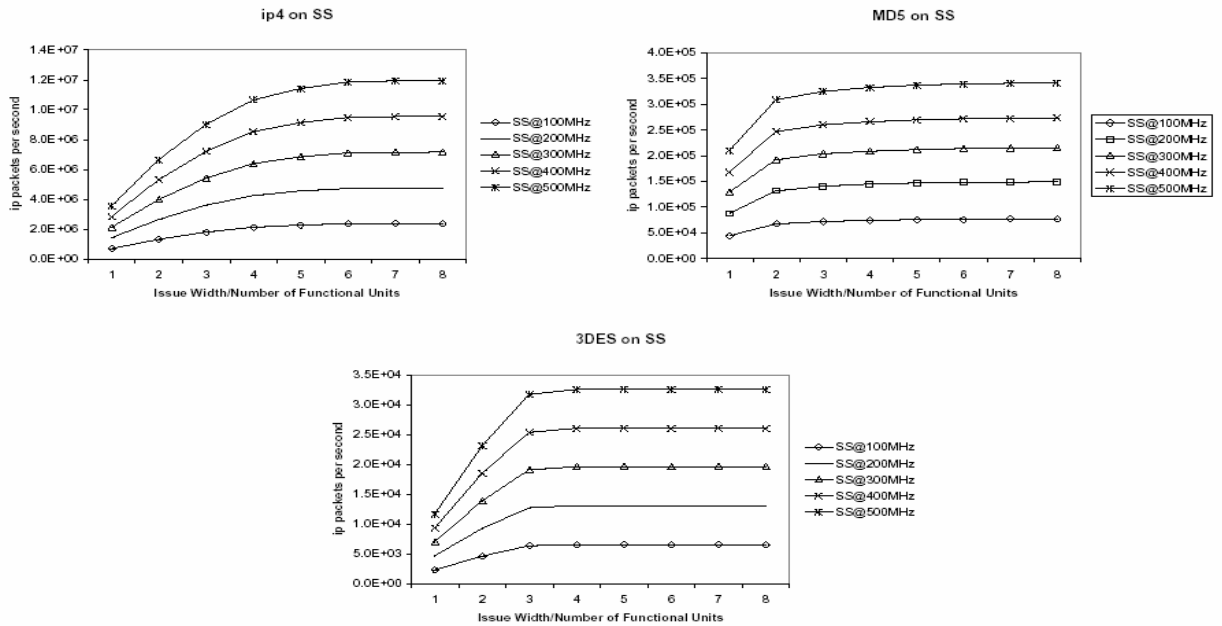 ip4 on SS
1.4E+07
1.2E+07
1.0E+07
8.0E+06
6.0E+06
4.0E+06
2.0E+06
0.0E+00
ip packets per second
1 2 3 4 5 6 7 8
Issue Width/Number of Functional Units
SS@100MHz
SS@200MHz
SS@300MHz
SS@400MHz
SS@500MHz
MD5 on SS
4.0E+05
3.5E+05
3.0E+05
2.5E+05
2.0E+05
1.5E+05
1.0E+05
5.0E+04
0.0E+00
ip packets per second
1 2 3 4 5 6 7 8
Issue Width/Number of Functional Units
SS@100MHz
SS@200MHz
SS@300MHz
SS@400MHz
SS@500MHz
3DES on SS
3.5E+04
3.0E+04
2.5E+04
2.0E+04
1.5E+04
1.0E+04
5.0E+03
0.0E+00
ip packets per second
1 2 3 4 5 6 7 8
Issue Width/Number of Functional Units
SS@100MHz
SS@200MHz
SS@300MHz
SS@400MHz
SS@500MHz